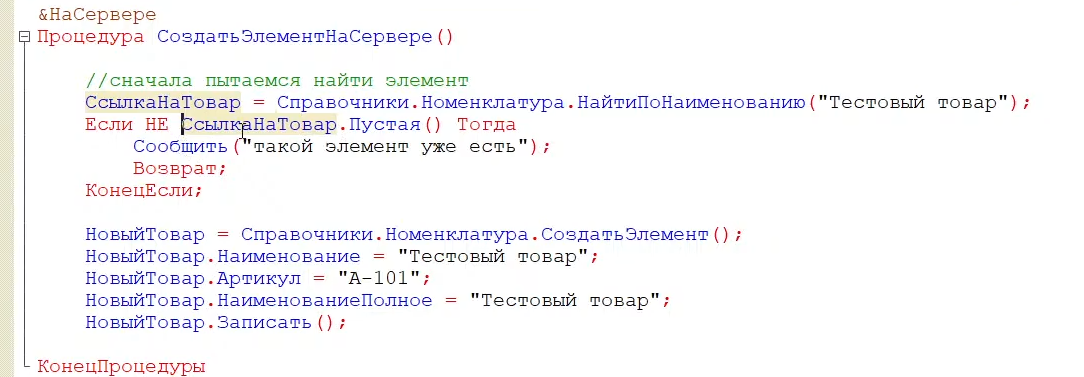 &НаСервере
Процедура СоздатьЭлементНаСервере()
//сначала пытаемся найти элемент
СсылкаНаТовар = Справочники.Номенклатура.НайтиПоНаименованию("Тестовый товар");
Если НЕ СсылкаНаТовар.Пустая() Тогда
Сообщить("такой элемент уже есть");
Возврат;
КонецЕсли;
НовыйТовар = Справочники.Номенклатура.СоздатьЭлемент();
НовыйТовар.Наименование = "Тестовый товар";
НовыйТовар.Артикул = "А-101";
НовыйТовар.НаименованиеПолное = "Тестовый товар";
НовыйТовар.Записать();
КонецПроцедуры